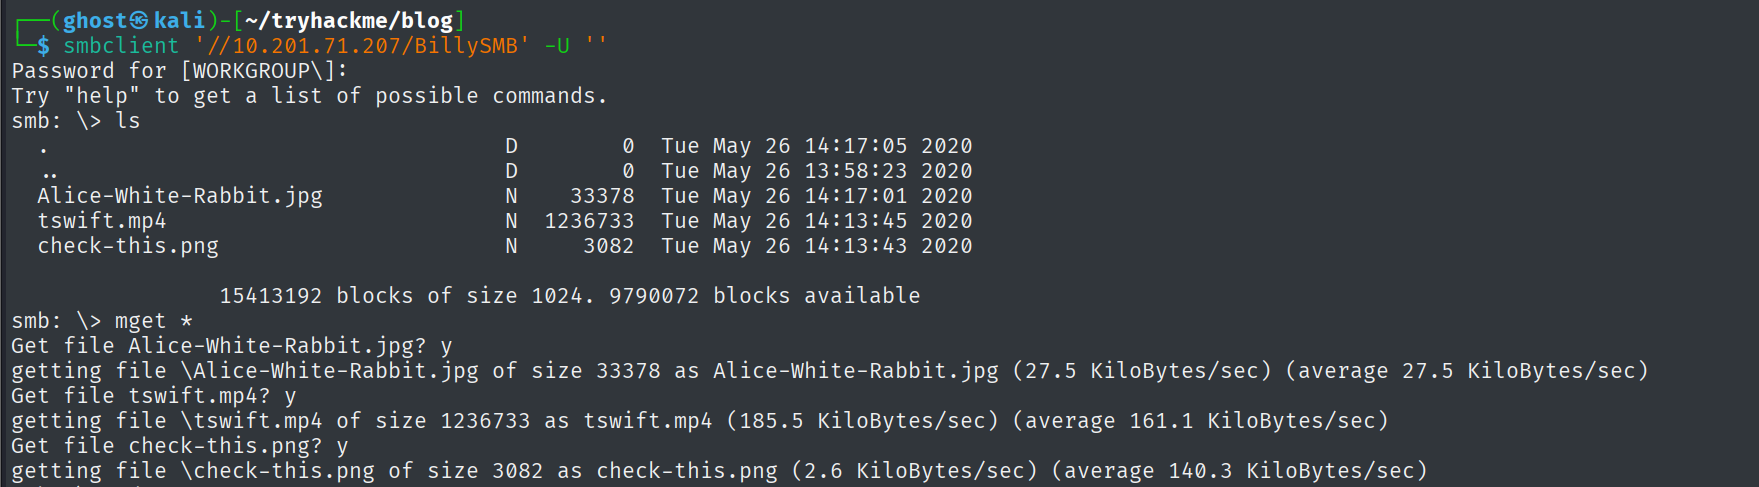 ┌──(ghost㉿kali)-[~/tryhackme/blog]
└─$ smbclient '//10.201.71.207/BillySMB' -U ''
Password for [WORKGROUP\]:
Try "help" to get a list of possible commands.
smb: \> ls
  .                                   D        0  Tue May 26 14:17:05 2020
  ..                                  D        0  Tue May 26 13:58:23 2020
  Alice-White-Rabbit.jpg              N    33378  Tue May 26 14:17:01 2020
  tswift.mp4                          N  1236733  Tue May 26 14:13:45 2020
  check-this.png                      N     3082  Tue May 26 14:13:43 2020

                15413192 blocks of size 1024. 9790072 blocks available
smb: \> mget *
Get file Alice-White-Rabbit.jpg? y
getting file \Alice-White-Rabbit.jpg of size 33378 as Alice-White-Rabbit.jpg (27.5 KiloBytes/sec) (average 27.5 KiloBytes/sec)
Get file tswift.mp4? y
getting file \tswift.mp4 of size 1236733 as tswift.mp4 (185.5 KiloBytes/sec) (average 161.1 KiloBytes/sec)
Get file check-this.png? y
getting file \check-this.png of size 3082 as check-this.png (2.6 KiloBytes/sec) (average 140.3 KiloBytes/sec)